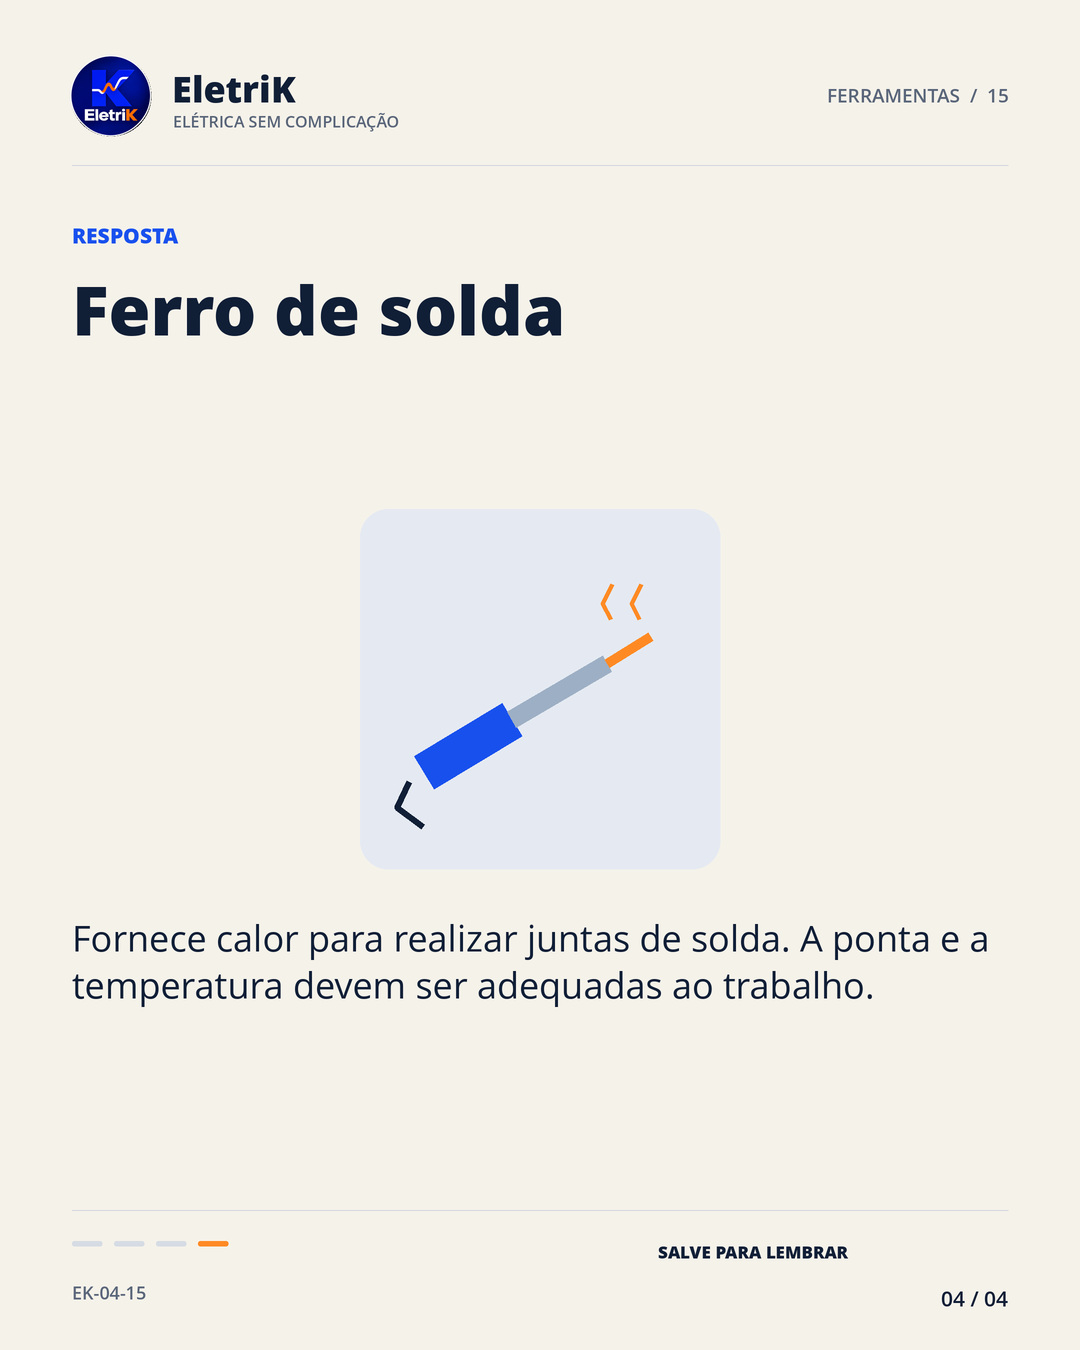 EletriK
EletriK
ELÉTRICA SEM COMPLICAÇÃO
FERRAMENTAS / 15
RESPOSTA
Ferro de solda
Fornece calor para realizar juntas de solda. A ponta e a
temperatura devem ser adequadas ao trabalho.
SALVE PARA LEMBRAR
EK-04-15
04 / 04